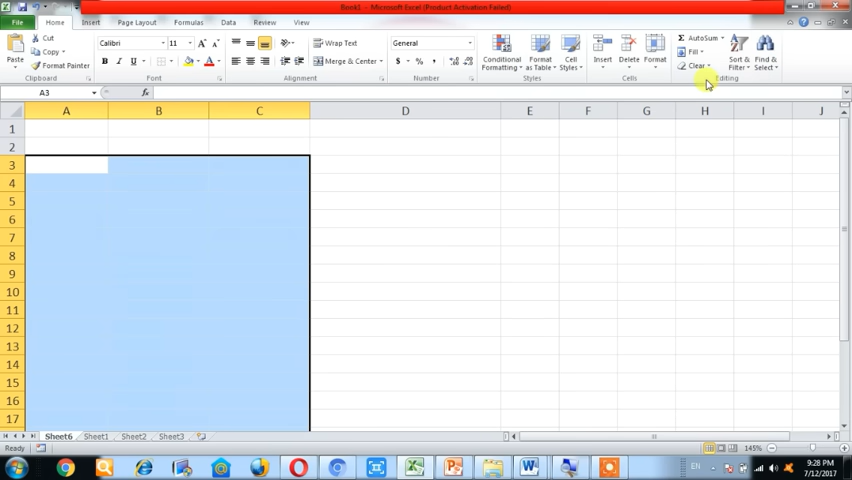 Book1 - Microsoft Excel (Product Activation Failed)
File Home Insert Page Layout Formulas Data Review View
Cut
Copy
Format Painter
Paste
Clipboard
Calibri 11
B I U
Font
Wrap Text
Merge & Center
Alignment
General
$ % ,
Number
Conditional Formatting
Format as Table
Cell Styles
Styles
Insert Delete Format
Cells
Σ AutoSum
Fill
Clear
Sort & Filter
Find & Select
Editing
A3 fx
A B C D E F G H I J
1
2
3
4
5
6
7
8
9
10
11
12
13
14
15
16
17
Sheet6 Sheet1 Sheet2 Sheet3
Ready 145%
EN 9:28 PM
7/12/2017